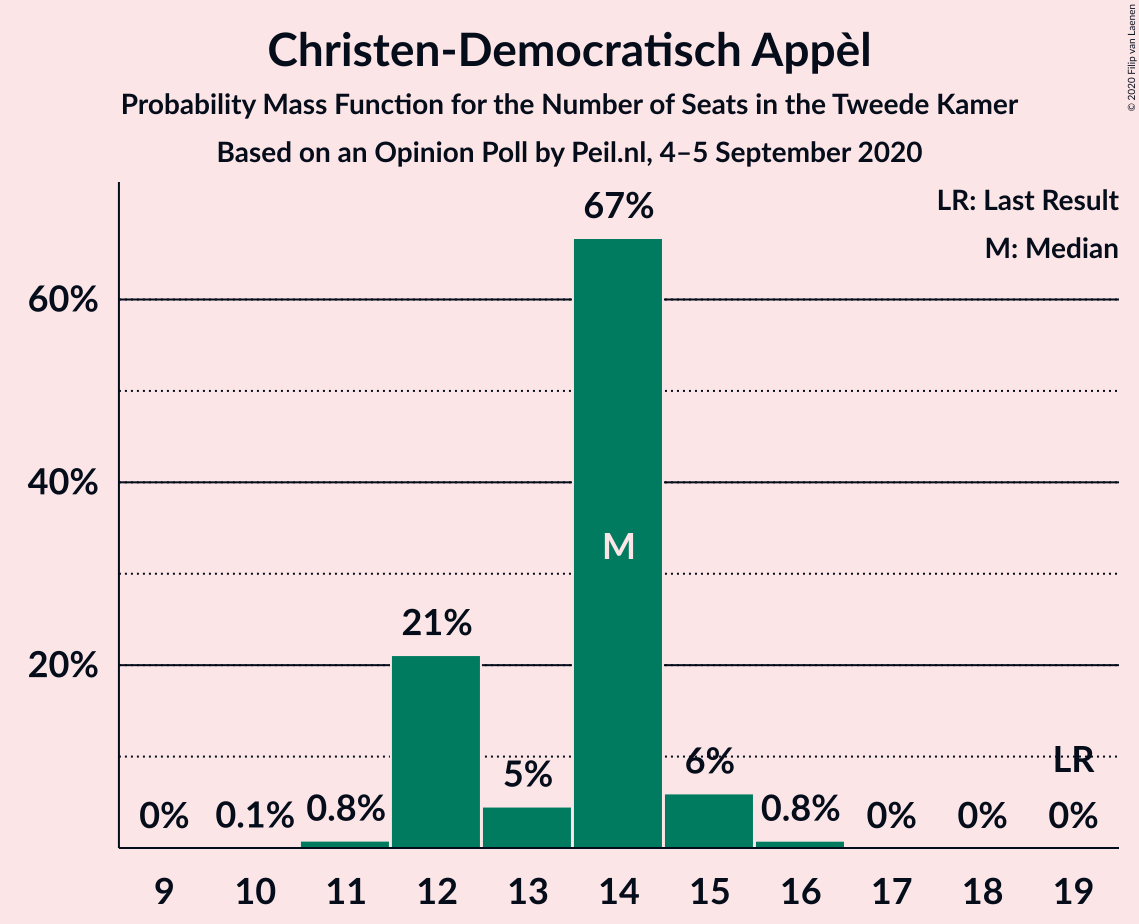 Christen-Democratisch Appèl
Probability Mass Function for the Number of Seats in the Tweede Kamer
Based on an Opinion Poll by Peil.nl, 4–5 September 2020
© 2020 Filip van Laenen
LR: Last Result
M: Median
67%
60%
40%
M
21%
20%
LR
6%
5%
0% 0.1% 0.8% 0.8% 0% 0% 0%
9 10 11 12 13 14 15 16 17 18 19